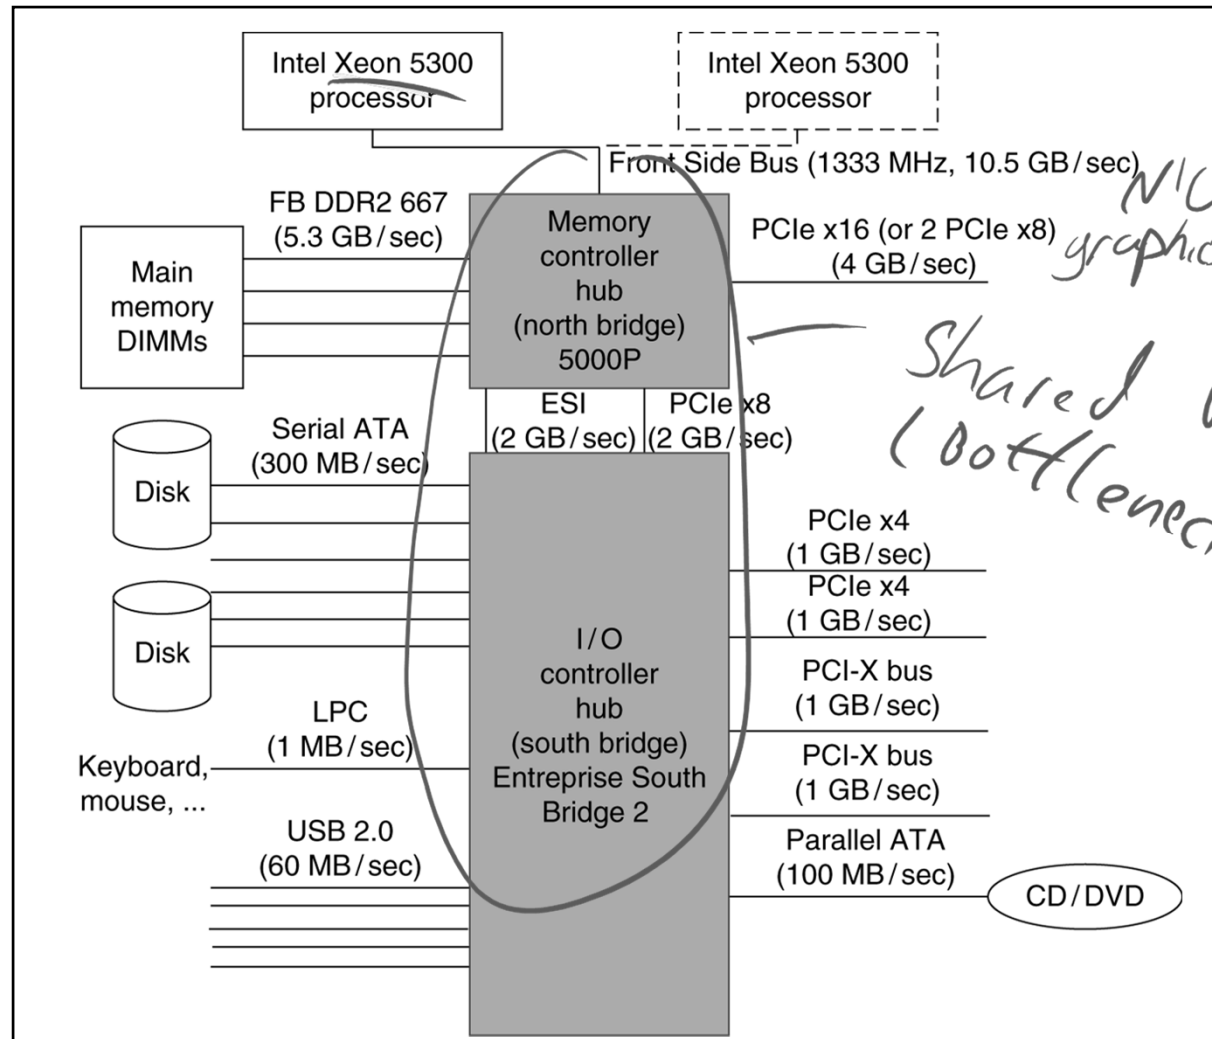 Intel Xeon 5300
processor
Intel Xeon 5300
processor
Front Side Bus (1333 MHz, 10.5 GB/sec)
FB DDR2 667
(5.3 GB/sec)
Main
memory
DIMMs
Memory
controller
hub
(north bridge)
5000P
PCIe x16 (or 2 PCIe x8)
(4 GB/sec)
Shared
ESI
(2 GB/sec)
PCIe x8
(2 GB/sec)
Serial ATA
(300 MB/sec)
Disk
Disk
PCIe x4
(1 GB/sec)
PCIe x4
(1 GB/sec)
I/O
controller
hub
(south bridge)
Entreprise South
Bridge 2
PCI-X bus
(1 GB/sec)
PCI-X bus
(1 GB/sec)
LPC
(1 MB/sec)
Keyboard,
mouse, ...
USB 2.0
(60 MB/sec)
Parallel ATA
(100 MB/sec)
CD/DVD